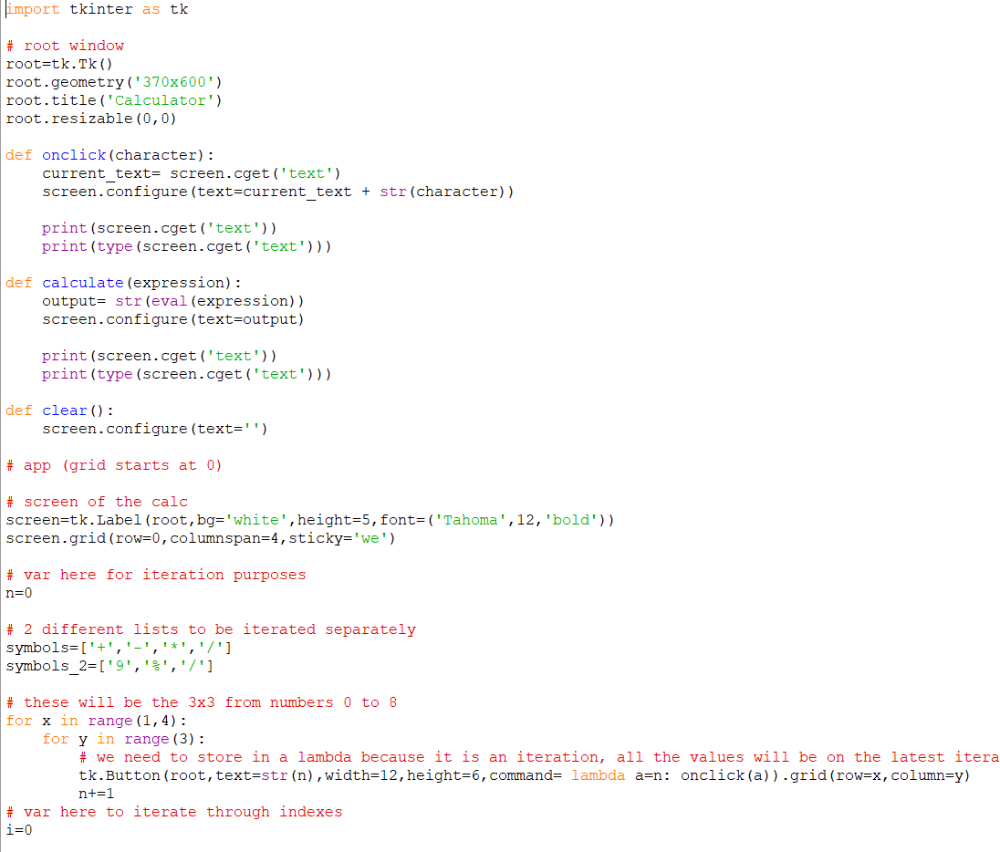 import tkinter as tk

# root window
root=tk.Tk()
root.geometry('370x600')
root.title('Calculator')
root.resizable(0,0)

def onclick(character):
    current_text= screen.cget('text')
    screen.configure(text=current_text + str(character))

    print(screen.cget('text'))
    print(type(screen.cget('text')))

def calculate(expression):
    output= str(eval(expression))
    screen.configure(text=output)

    print(screen.cget('text'))
    print(type(screen.cget('text')))

def clear():
    screen.configure(text='')

# app (grid starts at 0)

# screen of the calc
screen=tk.Label(root,bg='white',height=5,font=('Tahoma',12,'bold'))
screen.grid(row=0,columnspan=4,sticky='we')

# var here for iteration purposes
n=0

# 2 different lists to be iterated separately
symbols=['+','-','*','/']
symbols_2=['9','%','/']

# these will be the 3x3 from numbers 0 to 8
for x in range(1,4):
    for y in range(3):
        # we need to store in a lambda because it is an iteration, all the values will be on the latest itera
        tk.Button(root,text=str(n),width=12,height=6,command= lambda a=n: onclick(a)).grid(row=x,column=y)
        n+=1
# var here to iterate through indexes
i=0